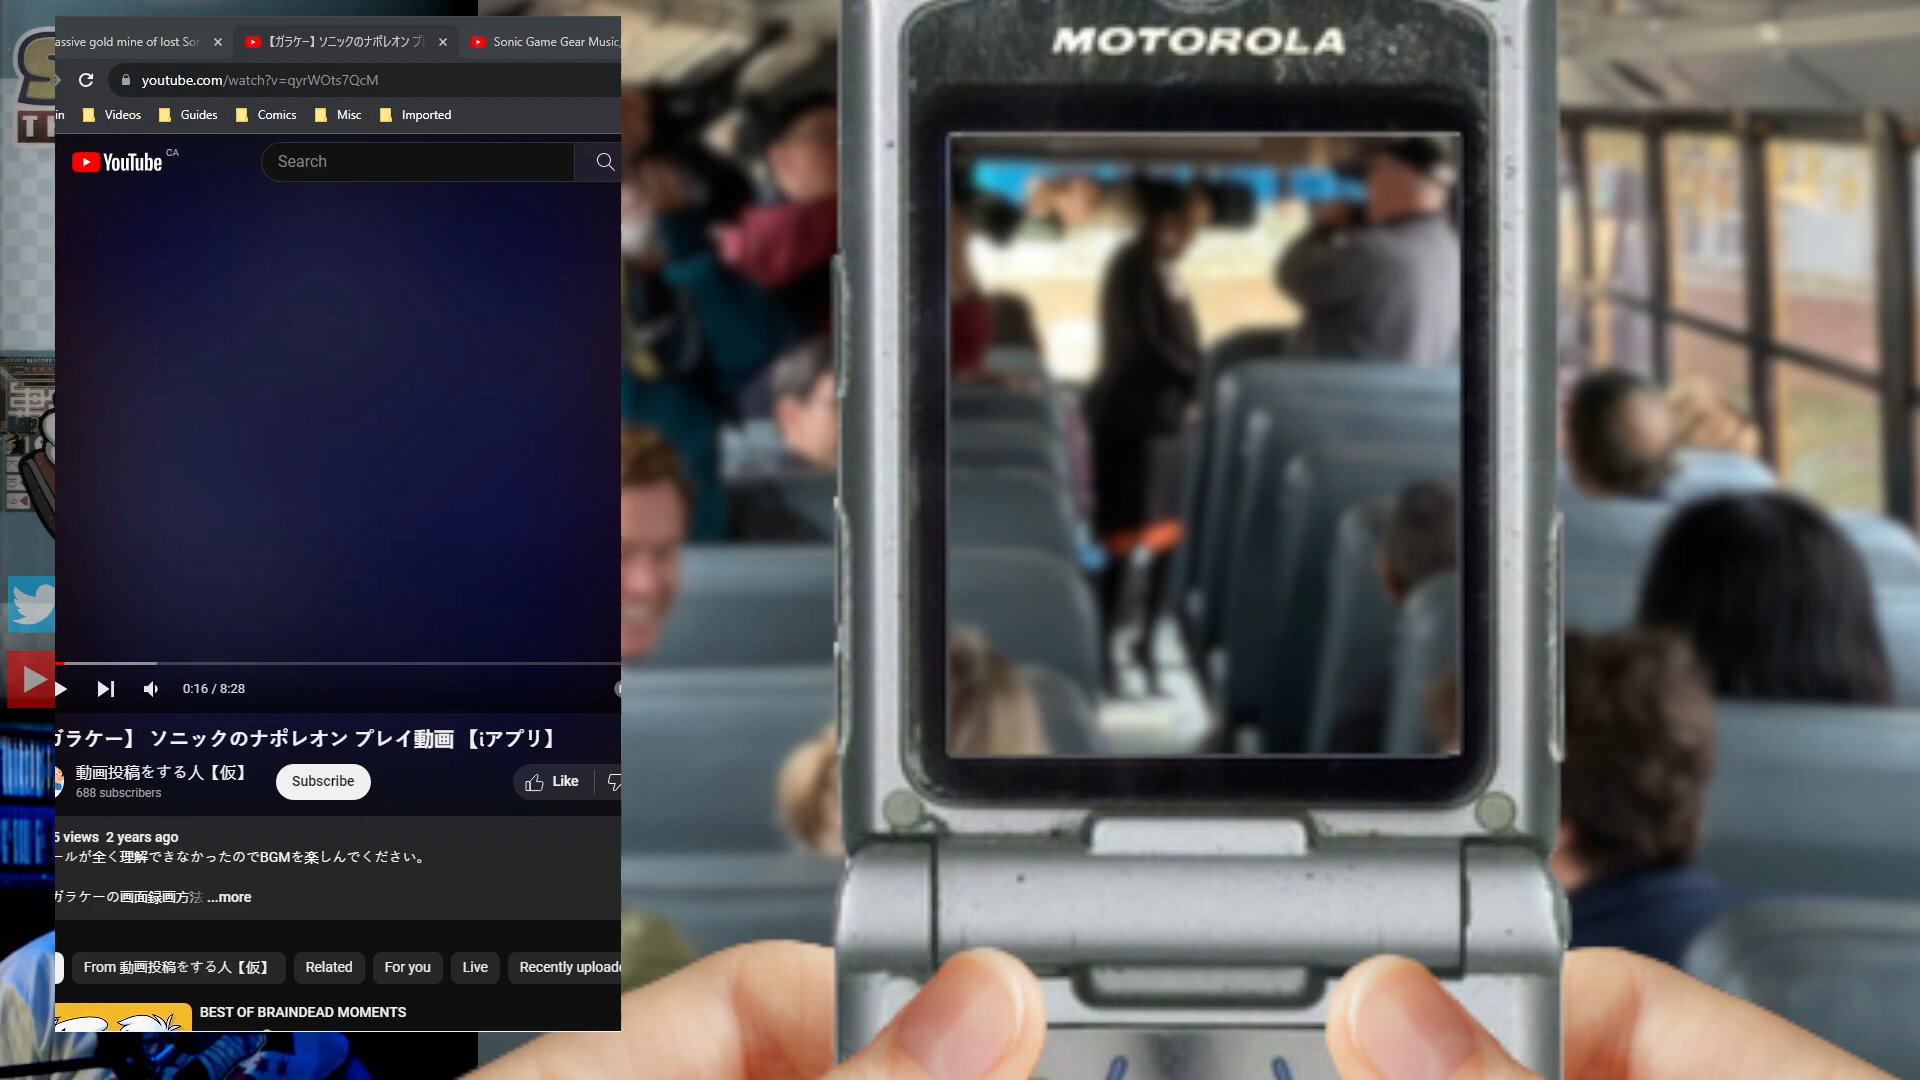 assive gold mine of lost Son
【ガラケー】ソニックのナポレオン プ
Sonic Game Gear Music,
youtube.com/watch?v=qyrWOts7QcM
in
Videos
Guides
Comics
Misc
Imported
YouTube CA
Search
0:16 / 8:28
ガラケー】 ソニックのナポレオン プレイ動画 【iアプリ】
動画投稿をする人【仮】
688 subscribers
Subscribe
Like
5 views 2 years ago
ールが全く理解できなかったのでBGMを楽しんでください。
ガラケーの画面録画方法 ...more
From 動画投稿をする人【仮】
Related
For you
Live
Recently uploade
BEST OF BRAINDEAD MOMENTS
MOTOROLA